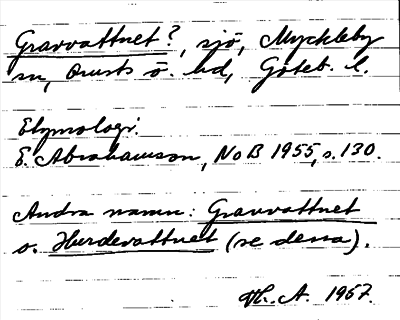 Gravvattnet?, sjö, Myckleby
sn, Orusts ö. hd, Göteb. l.
Etymologi.
E. Abrahamson, NoB 1955, s. 130.
Andra namn: Gravvattnet
o. Hurdevattnet (se dessa).
Th. A. 1957.